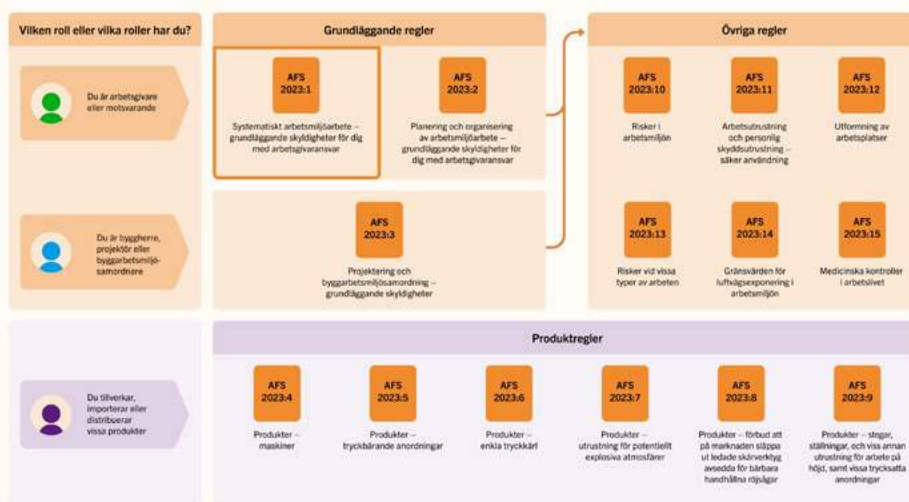 Vilken roll eller vilka roller har du?
Grundläggande regler
Övriga regler
Du är arbetsgivare
eller motsvarande
AFS
2023:1
Systematiskt arbetsmiljöarbete –
grundläggande skyldigheter för dig
med arbetsgivaransvar
AFS
2023:2
Planering och organisering
av arbetsmiljöarbete –
grundläggande skyldigheter för
dig med arbetsgivaransvar
AFS
2023:10
Risker i
arbetsmiljön
AFS
2023:11
Arbetsutrustning
och personlig
skyddsutrustning –
säker användning
AFS
2023:12
Utformning av
arbetsplatser
Du är byggherre,
projektör eller
byggarbetsmiljö-
samordnare
AFS
2023:3
Projektering och
byggarbetsmiljösamordning –
grundläggande skyldigheter
AFS
2023:13
Risker vid vissa
typer av arbeten
AFS
2023:14
Gränsvärden för
luftvägsexponering i
arbetsmiljön
AFS
2023:15
Medicinska kontroller
i arbetslivet
Produktregler
Du tillverkar,
importerar eller
distribuerar
vissa produkter
AFS
2023:4
Produkter –
maskiner
AFS
2023:5
Produkter –
tryckbärande anordningar
AFS
2023:6
Produkter –
enkla tryckkärl
AFS
2023:7
Produkter –
utrustning för potentiellt
explosiva atmosfärer
AFS
2023:8
Produkter – förbud att
på marknaden släppa
ut ledade skärverktyg
avsedda för bärbara
handhållna röjsågar
AFS
2023:9
Produkter – stegar,
ställningar, och viss annan
utrustning för arbete på
höjd, samt vissa trycksatta
anordningar